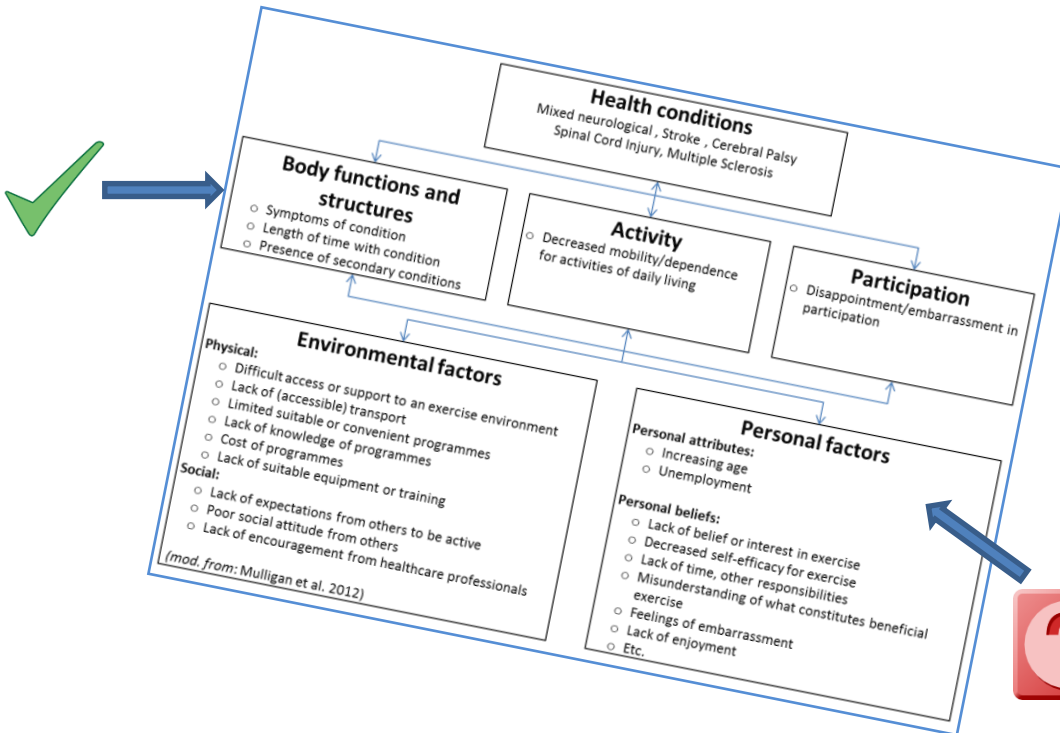 Health conditions
Mixed neurological , Stroke , Cerebral Palsy
Spinal Cord Injury, Multiple Sclerosis
Body functions and
structures
○ Symptoms of condition
○ Length of time with condition
○ Presence of secondary conditions
Activity
○ Decreased mobility/dependence
for activities of daily living
Participation
○ Disappointment/embarrassment in
participation
Environmental factors
Physical:
○ Difficult access or support to an exercise environment
○ Lack of (accessible) transport
○ Limited suitable or convenient programmes
○ Lack of knowledge of programmes
○ Cost of programmes
○ Lack of suitable equipment or training
Social:
○ Lack of expectations from others to be active
○ Poor social attitude from others
○ Lack of encouragement from healthcare professionals
(mod. from: Mulligan et al. 2012)
Personal factors
Personal attributes:
○ Increasing age
○ Unemployment
Personal beliefs:
○ Lack of belief or interest in exercise
○ Decreased self-efficacy for exercise
○ Lack of time, other responsibilities
○ Misunderstanding of what constitutes beneficial
exercise
○ Feelings of embarrassment
○ Lack of enjoyment
○ Etc.